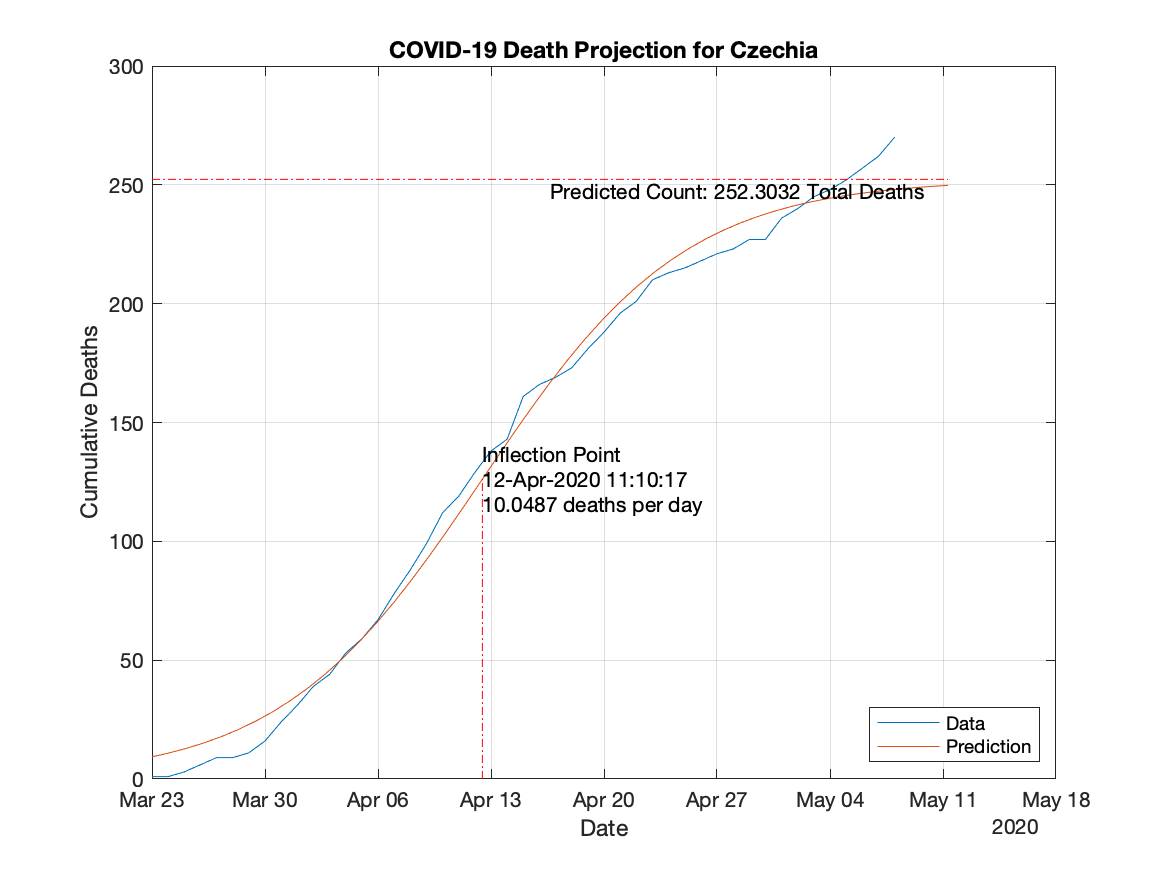 COVID-19 Death Projection for Czechia
300
250
200
150
100
50
0
Cumulative Deaths
Predicted Count: 252.3032 Total Deaths
Inflection Point
12-Apr-2020 11:10:17
10.0487 deaths per day
Data
Prediction
Mar 23
Mar 30
Apr 06
Apr 13
Apr 20
Apr 27
May 04
May 11
May 18
Date
2020